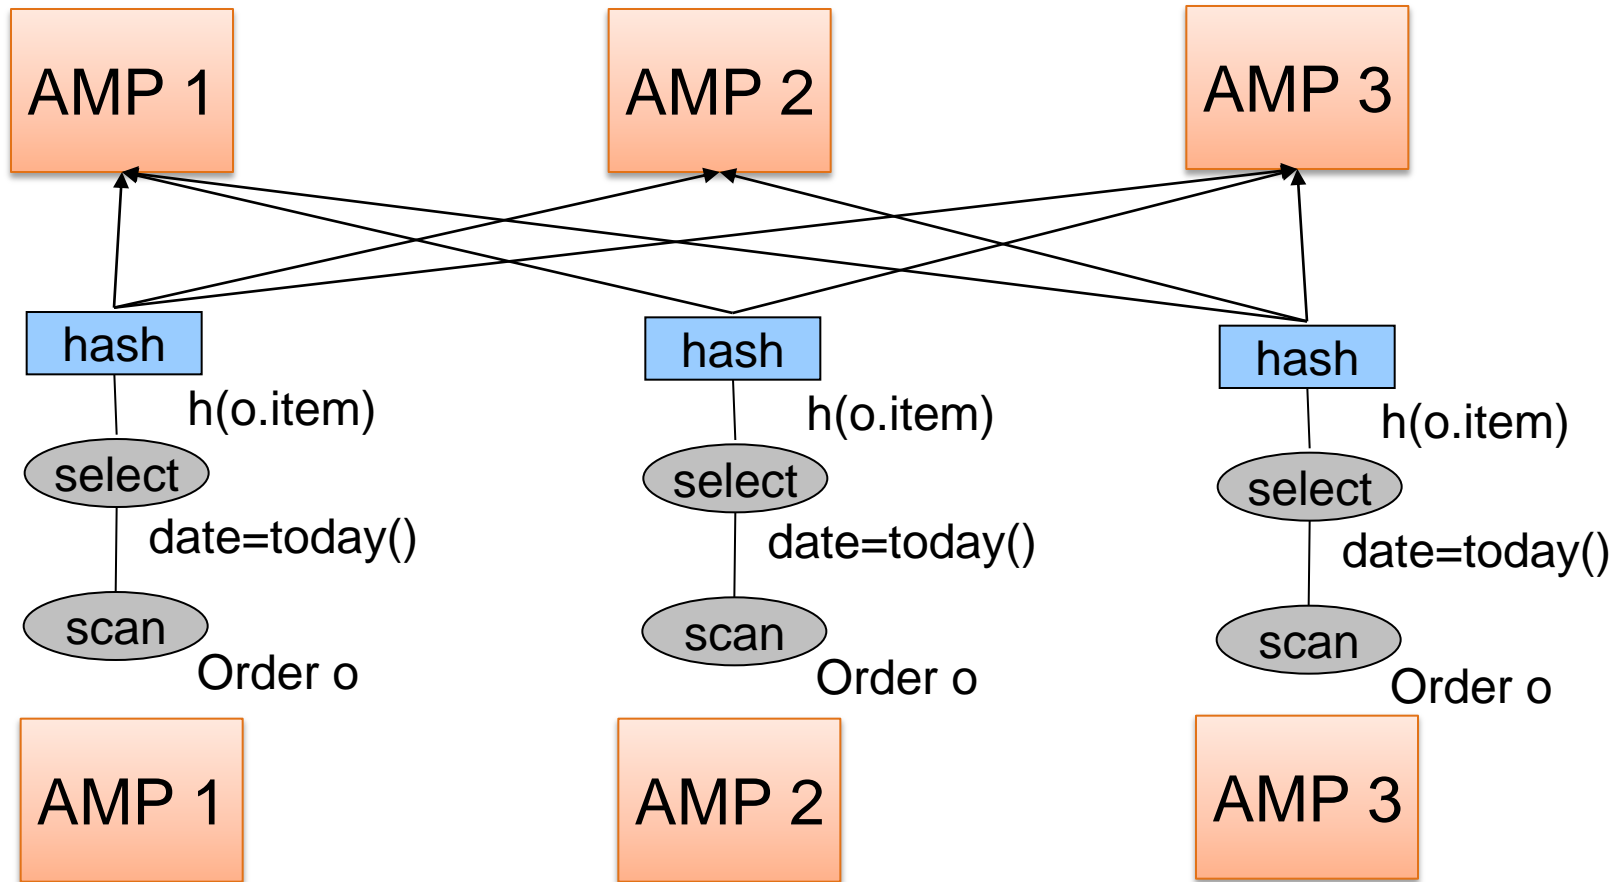 AMP 1
AMP 2
AMP 3
hash
hash
hash
h(o.item)
h(o.item)
h(o.item)
select
select
select
date=today()
date=today()
date=today()
scan
scan
scan
Order o
Order o
Order o
AMP 1
AMP 2
AMP 3